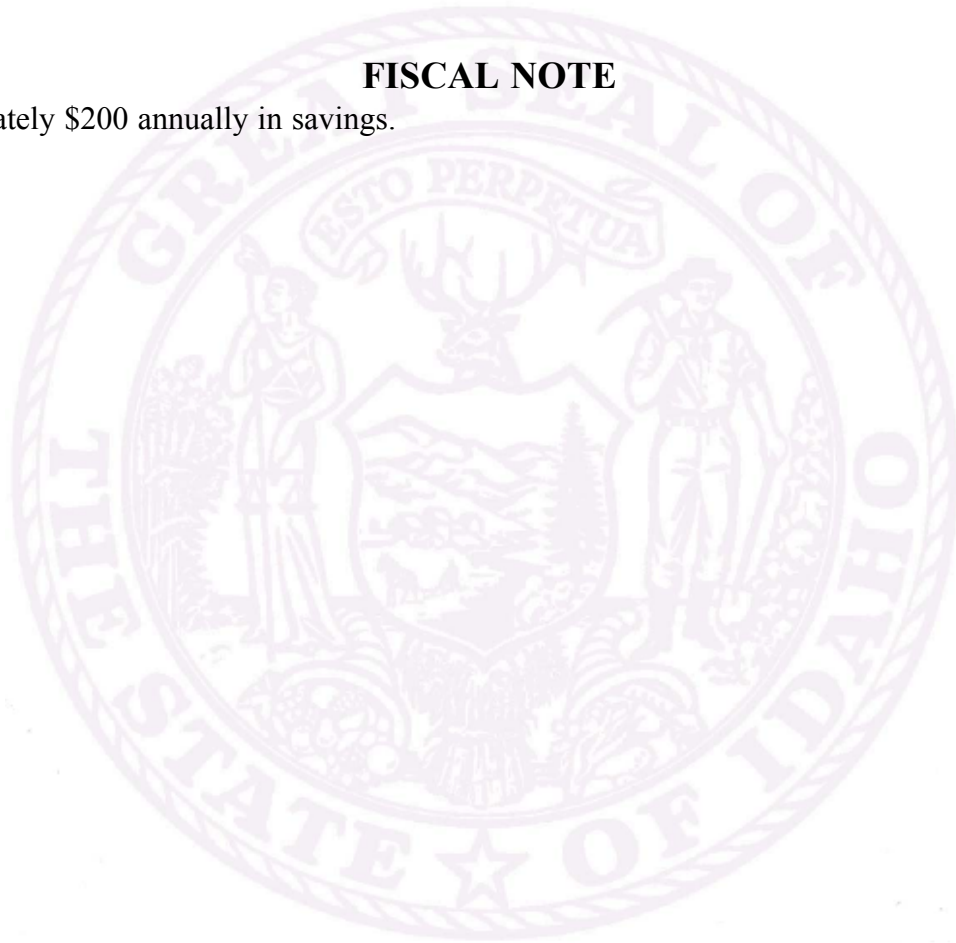 FISCAL NOTE
ately $200 annually in savings.
GREAT SEAL OF
ESTO PERPETUA
THE STATE OF IDAHO